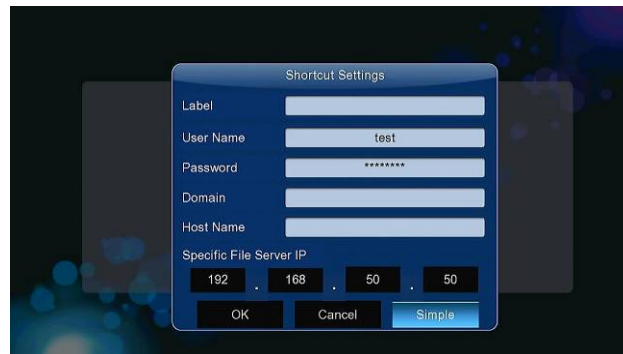 Shortcut Settings
Label
User Name test
Password ********
Domain
Host Name
Specific File Server IP
192 . 168 . 50 . 50
OK Cancel Simple